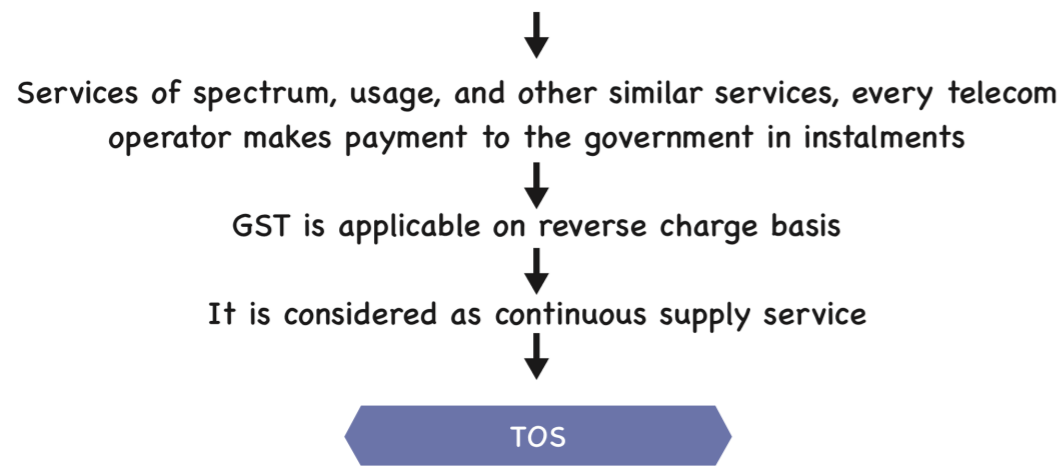 Services of spectrum, usage, and other similar services, every telecom
operator makes payment to the government in instalments
GST is applicable on reverse charge basis
It is considered as continuous supply service
TOS